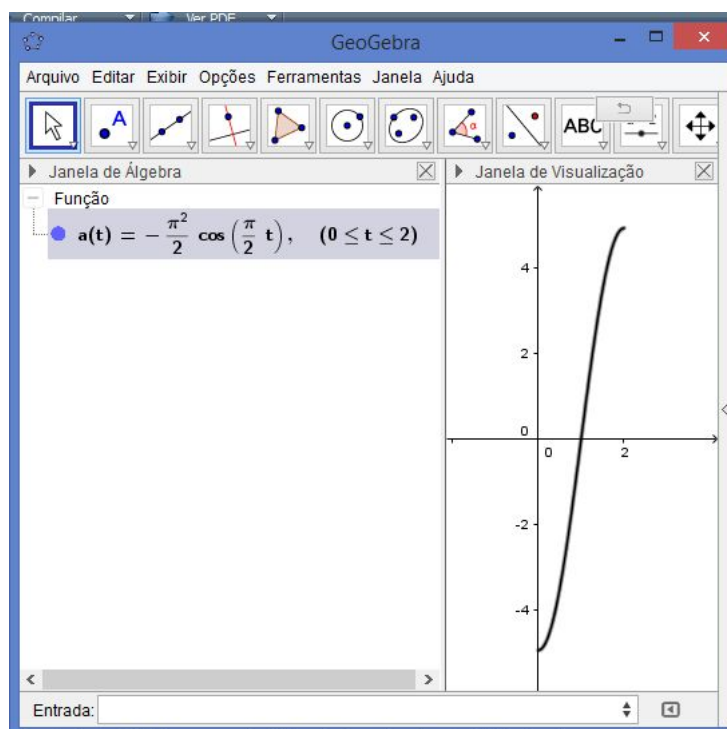 Compilar Ver PDF
GeoGebra
Arquivo Editar Exibir Opções Ferramentas Janela Ajuda
A α ABC
Janela de Álgebra
Função
a(t) = − π²/2 cos (π/2 t), (0 ≤ t ≤ 2)
Janela de Visualização
4
2
0
0 2
-2
-4
Entrada: